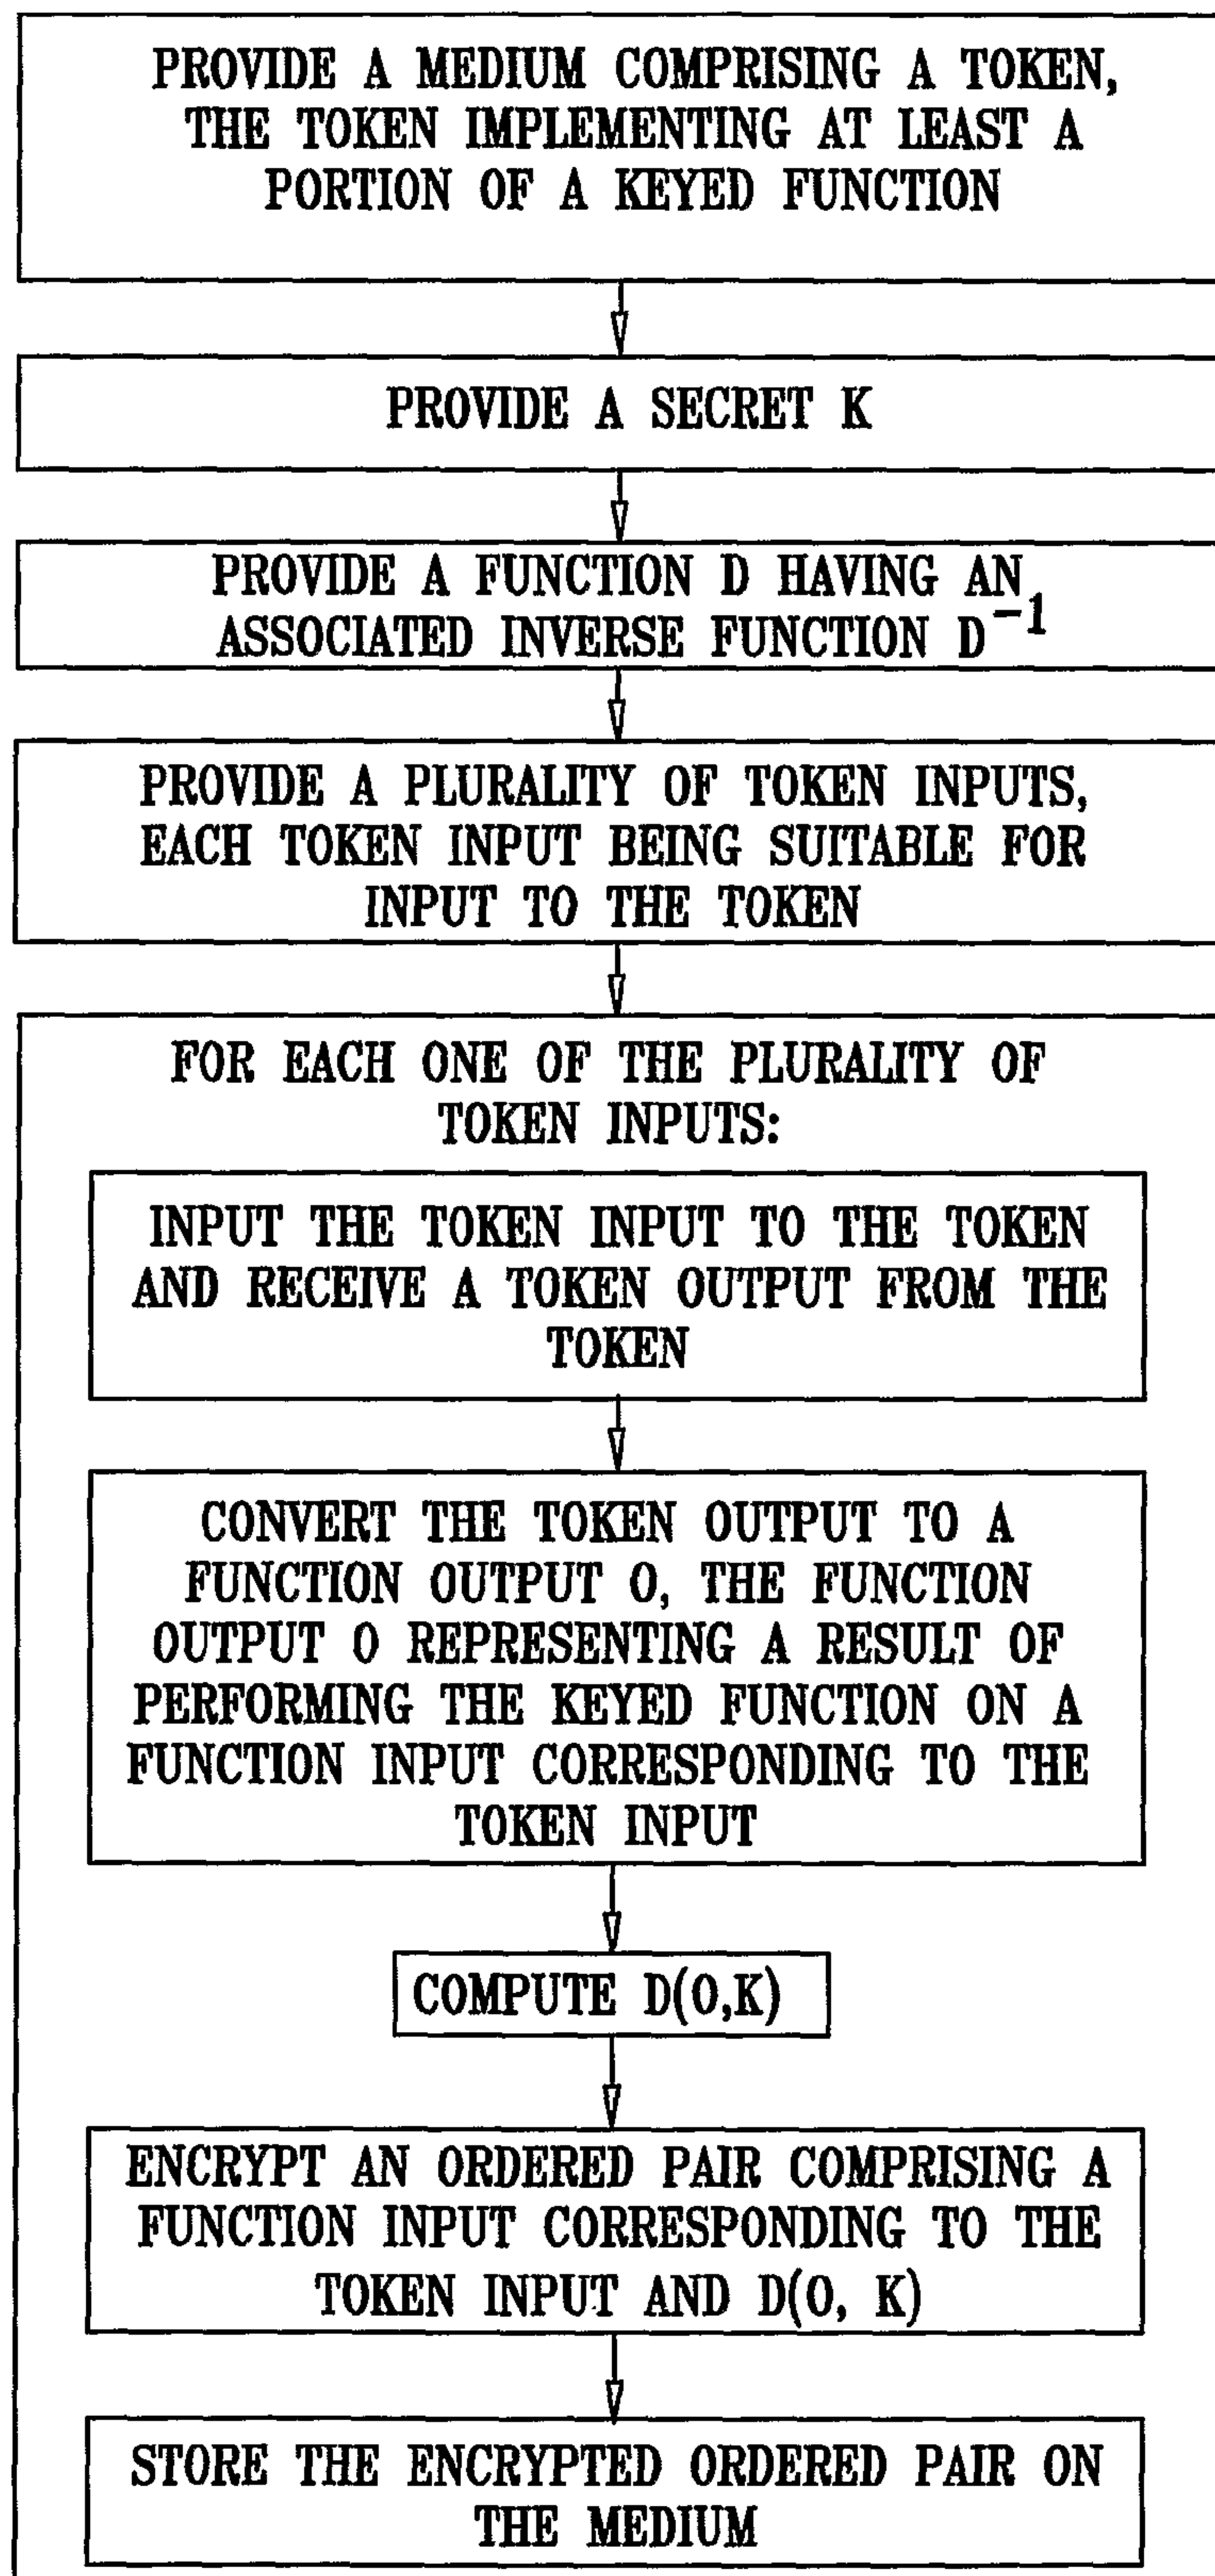 PROVIDE A MEDIUM COMPRISING A TOKEN,
THE TOKEN IMPLEMENTING AT LEAST A
PORTION OF A KEYED FUNCTION
PROVIDE A SECRET K
PROVIDE A FUNCTION D HAVING AN
ASSOCIATED INVERSE FUNCTION D⁻¹
PROVIDE A PLURALITY OF TOKEN INPUTS,
EACH TOKEN INPUT BEING SUITABLE FOR
INPUT TO THE TOKEN
FOR EACH ONE OF THE PLURALITY OF
TOKEN INPUTS:
INPUT THE TOKEN INPUT TO THE TOKEN
AND RECEIVE A TOKEN OUTPUT FROM THE
TOKEN
CONVERT THE TOKEN OUTPUT TO A
FUNCTION OUTPUT O, THE FUNCTION
OUTPUT O REPRESENTING A RESULT OF
PERFORMING THE KEYED FUNCTION ON A
FUNCTION INPUT CORRESPONDING TO THE
TOKEN INPUT
COMPUTE D(O,K)
ENCRYPT AN ORDERED PAIR COMPRISING A
FUNCTION INPUT CORRESPONDING TO THE
TOKEN INPUT AND D(O, K)
STORE THE ENCRYPTED ORDERED PAIR ON
THE MEDIUM